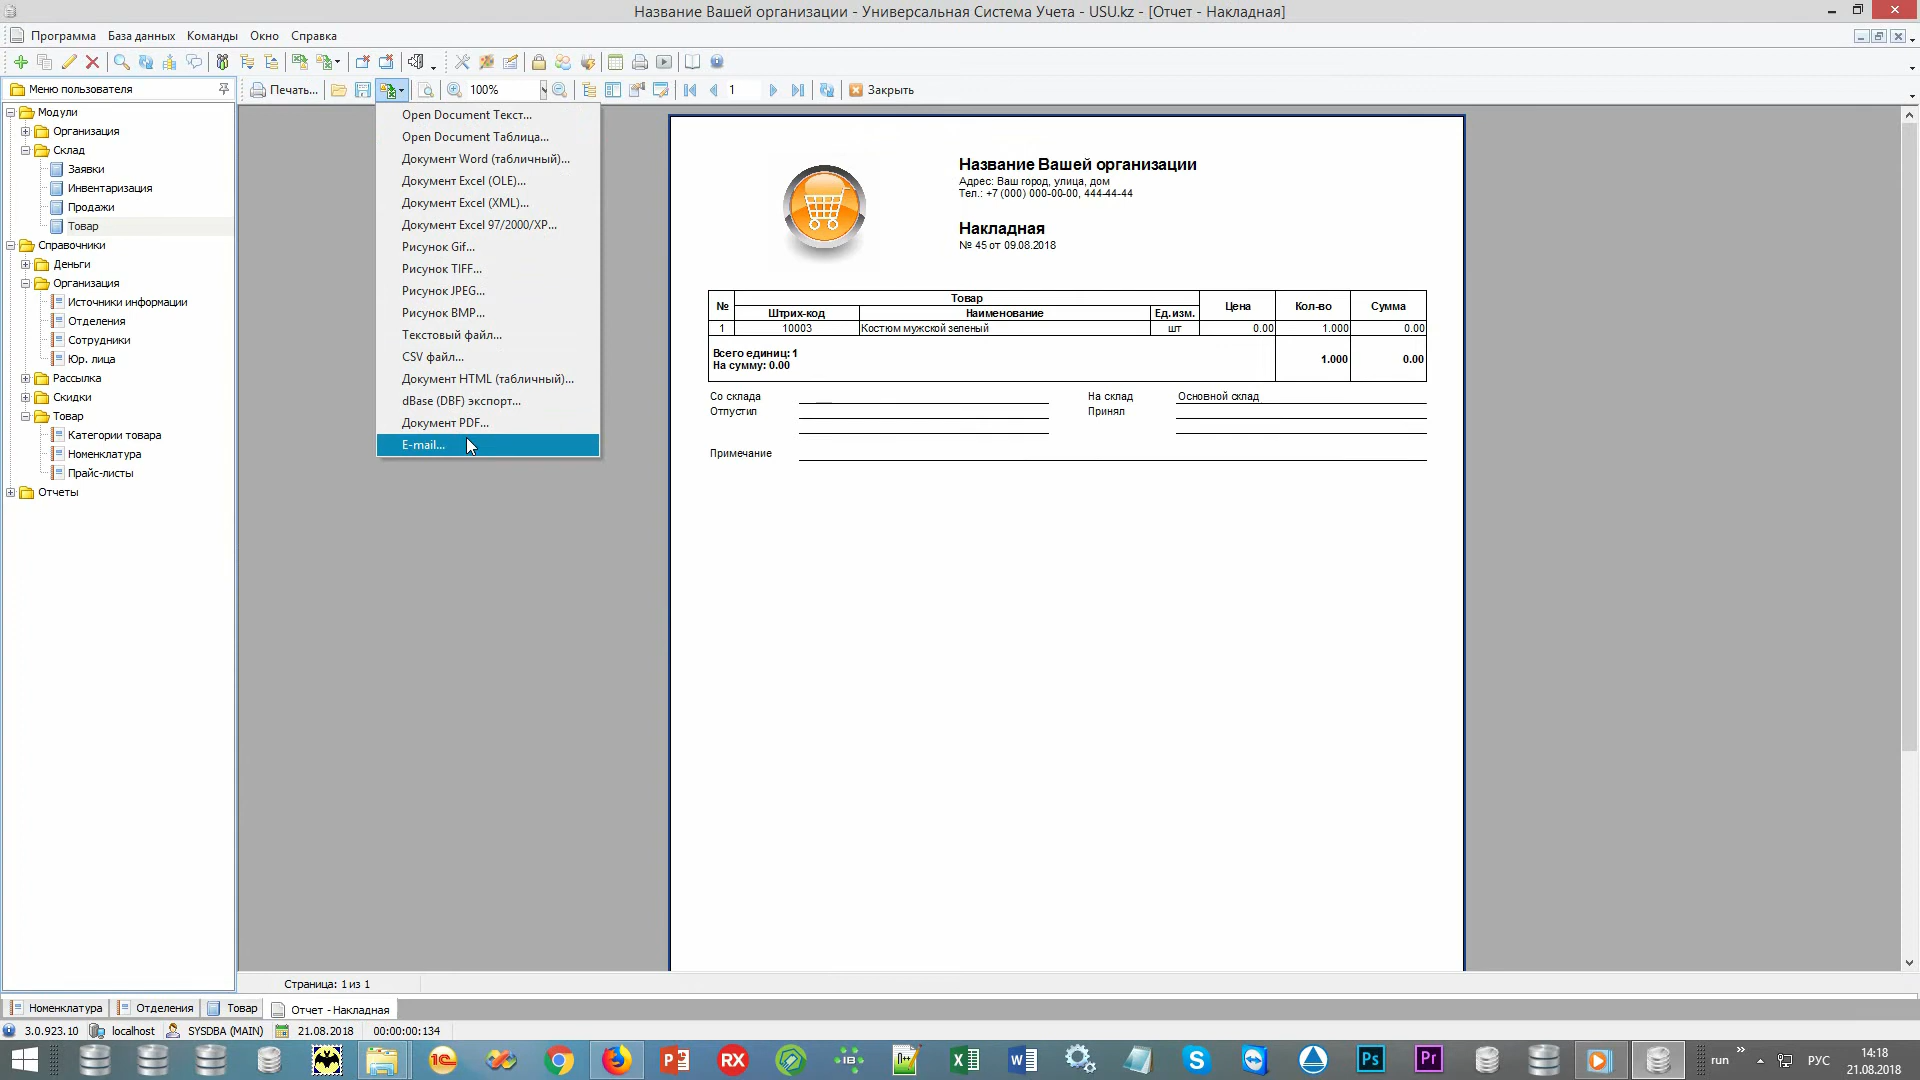 Название Вашей организации - Универсальная Система Учета - USU.kz - [Отчет - Накладная]
Программа База данных Команды Окно Справка
Меню пользователя
Печать... 100% 1 Закрыть
Модули
Организация
Склад
Заявки
Инвентаризация
Продажи
Товар
Справочники
Деньги
Организация
Источники информации
Отделения
Сотрудники
Юр. лица
Рассылка
Скидки
Товар
Категории товара
Номенклатура
Прайс-листы
Отчеты
Open Document Текст...
Open Document Таблица...
Документ Word (табличный)...
Документ Excel (OLE)...
Документ Excel (XML)...
Документ Excel 97/2000/XP...
Рисунок Gif...
Рисунок TIFF...
Рисунок JPEG...
Рисунок BMP...
Текстовый файл...
CSV файл...
Документ HTML (табличный)...
dBase (DBF) экспорт...
Документ PDF...
E-mail...
Название Вашей организации
Адрес: Ваш город, улица, дом
Тел.: +7 (000) 000-00-00, 444-44-44
Накладная
№ 45 от 09.08.2018
№ Товар Цена Кол-во Сумма
Штрих-код Наименование Ед.изм.
1 10003 Костюм мужской зеленый шт 0.00 1.000 0.00
Всего единиц: 1
На сумму: 0.00
1.000 0.00
Со склада На склад Основной склад
Отпустил Принял
Примечание
Страница: 1 из 1
Номенклатура Отделения Товар Отчет - Накладная
3.0.923.10 localhost SYSDBA (MAIN) 21.08.2018 00:00:00:134
run » РУС 14:18
21.08.2018